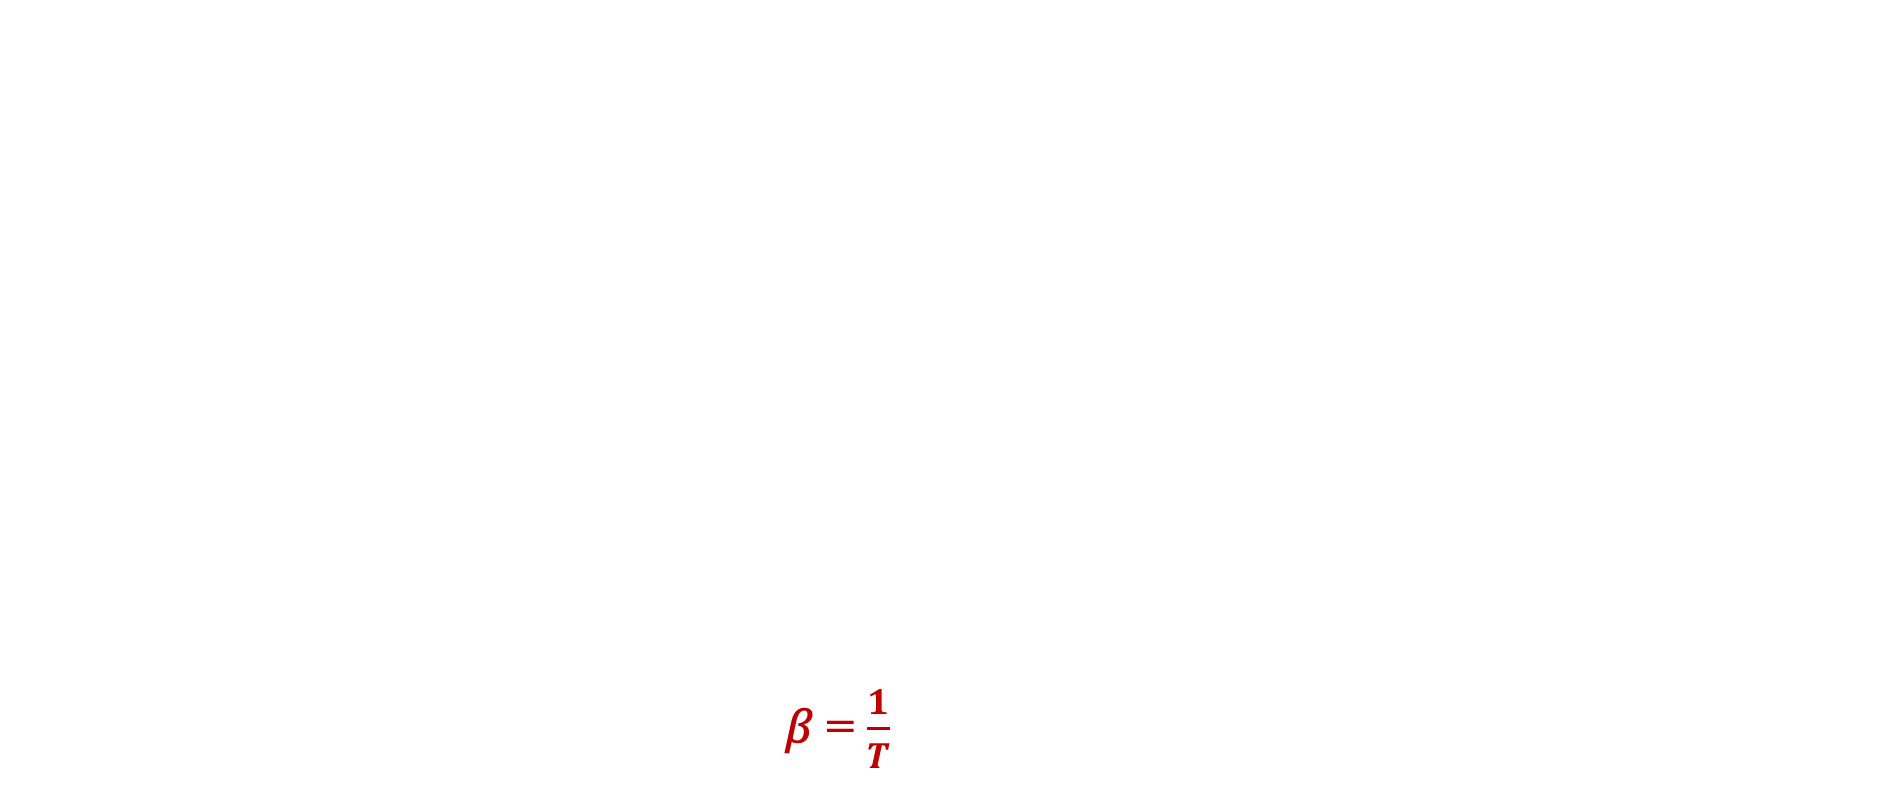 β = 1/T